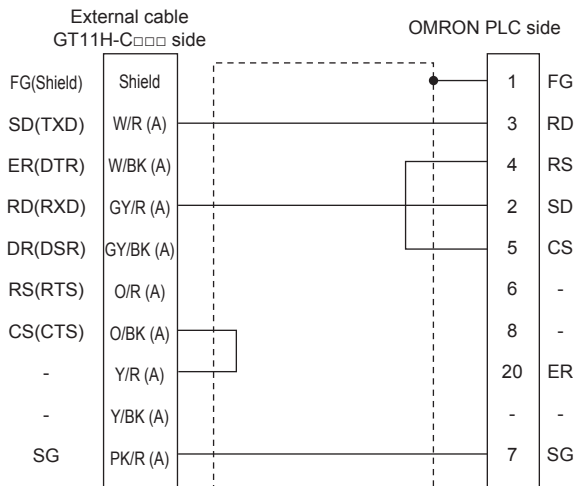 External cable
GT11H-C□□□ side
OMRON PLC side
FG(Shield) Shield 1 FG
SD(TXD) W/R (A) 3 RD
ER(DTR) W/BK (A) 4 RS
RD(RXD) GY/R (A) 2 SD
DR(DSR) GY/BK (A) 5 CS
RS(RTS) O/R (A) 6 -
CS(CTS) O/BK (A) 8 -
- Y/R (A) 20 ER
- Y/BK (A) - -
SG PK/R (A) 7 SG